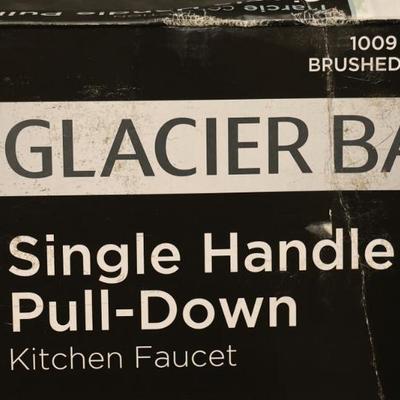 1009
BRUSHED
GLACIER BA
Single Handle
Pull-Down
Kitchen Faucet